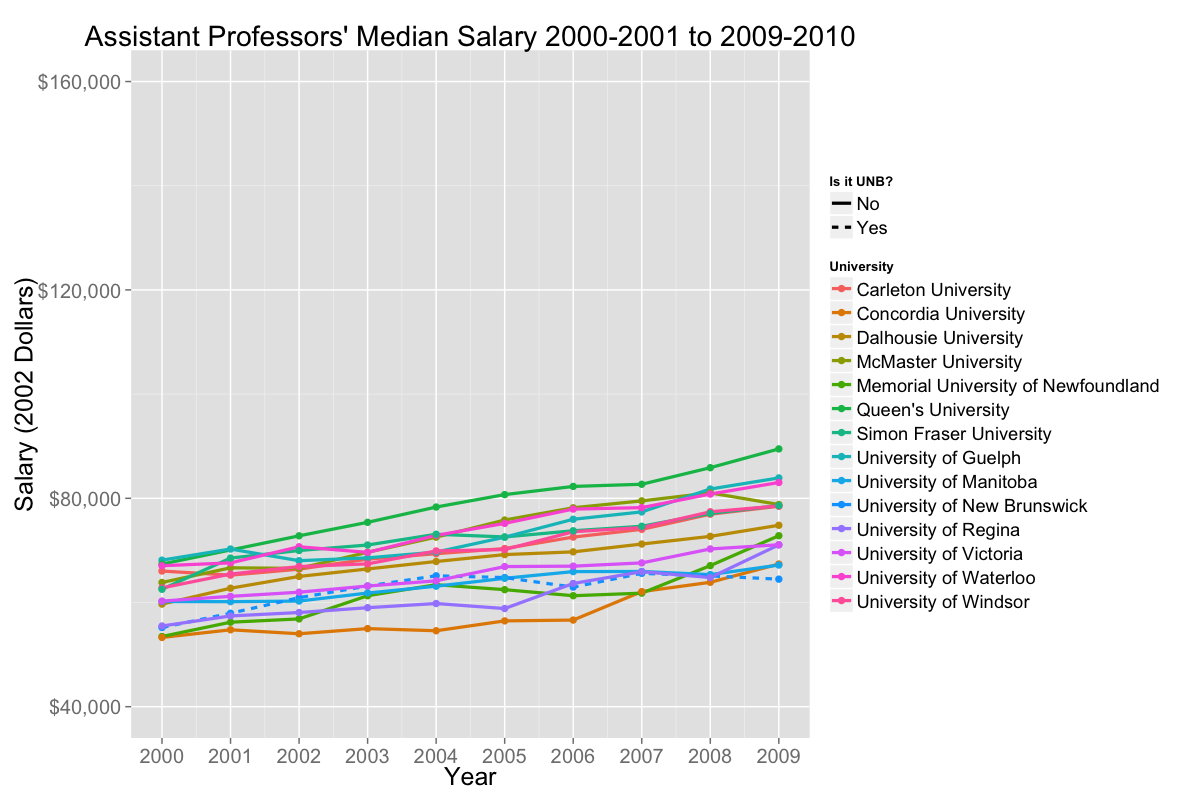 Assistant Professors' Median Salary 2000-2001 to 2009-2010
Salary (2002 Dollars)
$160,000
$120,000
$80,000
$40,000
2000 2001 2002 2003 2004 2005 2006 2007 2008 2009
Year
Is it UNB?
No
Yes
University
Carleton University
Concordia University
Dalhousie University
McMaster University
Memorial University of Newfoundland
Queen's University
Simon Fraser University
University of Guelph
University of Manitoba
University of New Brunswick
University of Regina
University of Victoria
University of Waterloo
University of Windsor